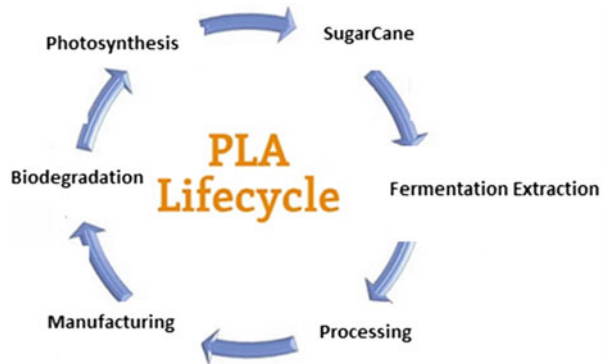 Photosynthesis
SugarCane
PLA
Lifecycle
Biodegradation
Fermentation Extraction
Manufacturing
Processing